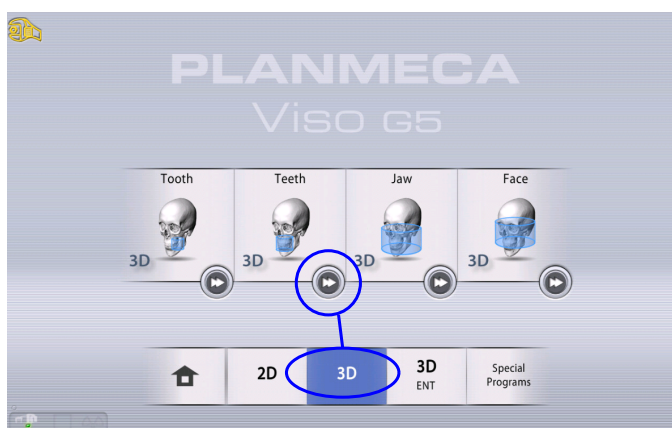 PLANMECA
Viso G5
Tooth
Teeth
Jaw
Face
3D
3D
3D
3D
2D
3D
3D
ENT
Special
Programs